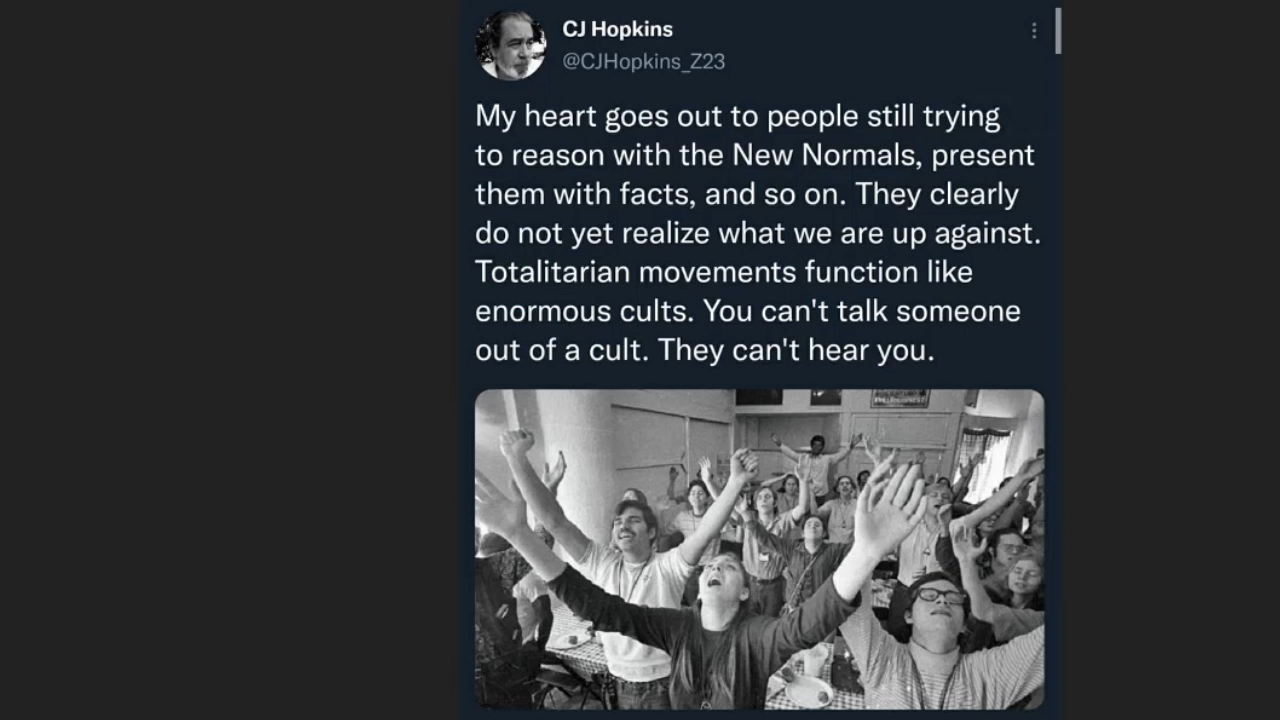 CJ Hopkins
@CJHopkins_Z23
My heart goes out to people still trying
to reason with the New Normals, present
them with facts, and so on. They clearly
do not yet realize what we are up against.
Totalitarian movements function like
enormous cults. You can't talk someone
out of a cult. They can't hear you.